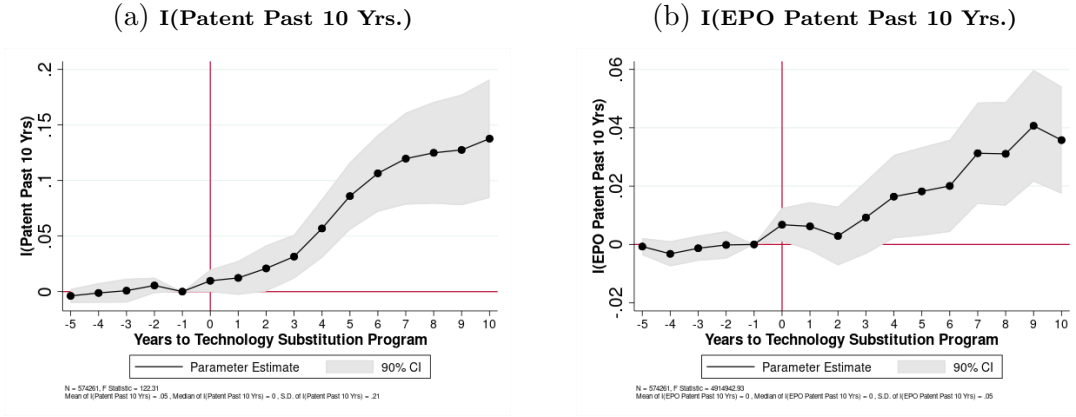 (a) I(Patent Past 10 Yrs.)
I(Patent Past 10 Yrs)
.2
.15
.1
.05
0
-5 -4 -3 -2 -1 0 1 2 3 4 5 6 7 8 9 10
Years to Technology Substitution Program
Parameter Estimate 90% CI
N = 574261, F Statistic = 122.31
Mean of I(Patent Past 10 Yrs) = .05 , Median of I(Patent Past 10 Yrs) = 0 , S.D. of I(Patent Past 10 Yrs) = .21
(b) I(EPO Patent Past 10 Yrs.)
I(EPO Patent Past 10 Yrs)
.06
.04
.02
0
-.02
-5 -4 -3 -2 -1 0 1 2 3 4 5 6 7 8 9 10
Years to Technology Substitution Program
Parameter Estimate 90% CI
N = 574261, F Statistic = 4914942.93
Mean of I(EPO Patent Past 10 Yrs) = 0 , Median of I(EPO Patent Past 10 Yrs) = 0 , S.D. of I(EPO Patent Past 10 Yrs) = .05